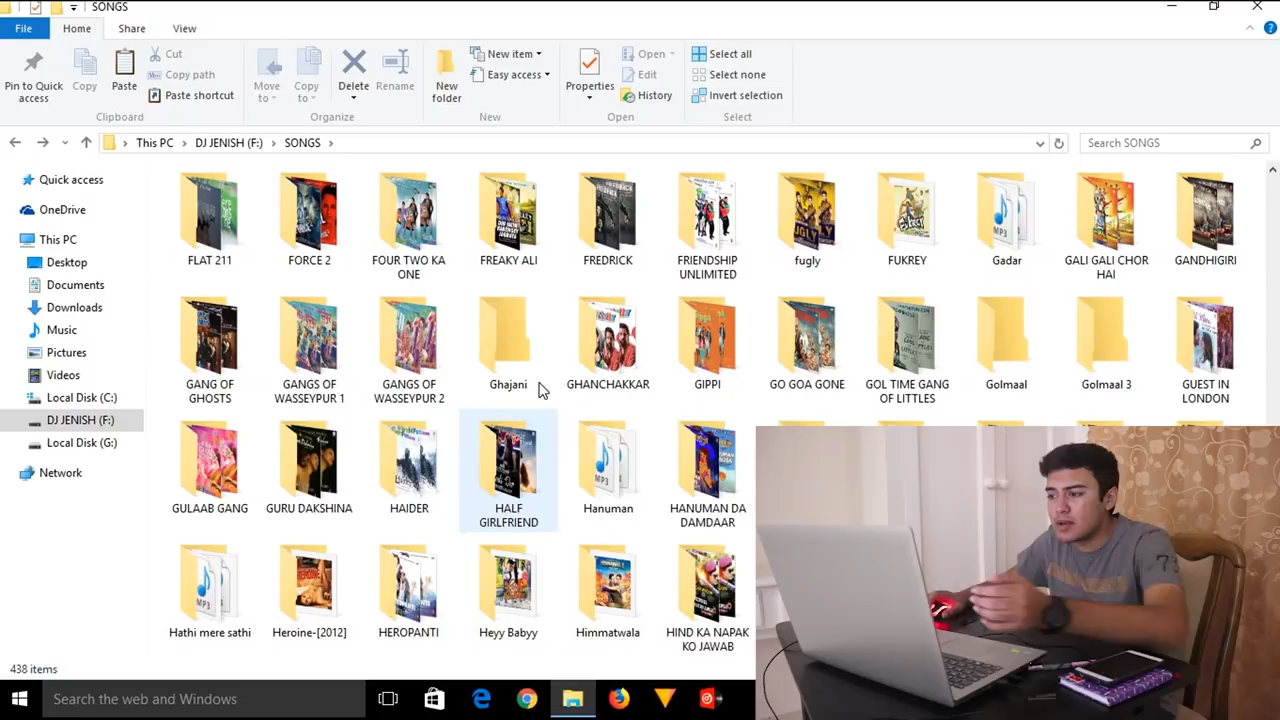 SONGS
File Home Share View
Pin to Quick access
Copy
Paste
Cut
Copy path
Paste shortcut
Clipboard
Move to
Copy to
Delete
Rename
Organize
New folder
New item
Easy access
New
Properties
Open
Edit
History
Open
Select all
Select none
Invert selection
Select
This PC DJ JENISH (F:) SONGS
Search SONGS
Quick access
OneDrive
This PC
Desktop
Documents
Downloads
Music
Pictures
Videos
Local Disk (C:)
DJ JENISH (F:)
Local Disk (G:)
Network
FLAT 211
FORCE 2
FOUR TWO KA ONE
FREAKY ALI
FREDRICK
FRIENDSHIP UNLIMITED
fugly
FUKREY
MP3
Gadar
GALI GALI CHOR HAI
GANDHIGIRI
GANG OF GHOSTS
GANGS OF WASSEYPUR 1
GANGS OF WASSEYPUR 2
Ghajani
GHANCHAKKAR
GIPPI
GO GOA GONE
GOL TIME GANG OF LITTLES
Golmaal
Golmaal 3
GUEST IN LONDON
GULAAB GANG
GURU DAKSHINA
HAIDER
HALF GIRLFRIEND
MP3
Hanuman
HANUMAN DA DAMDAAR
MP3
Hathi mere sathi
Heroine-[2012]
HEROPANTI
Heyy Babyy
Himmatwala
HIND KA NAPAK KO JAWAB
438 items
Search the web and Windows